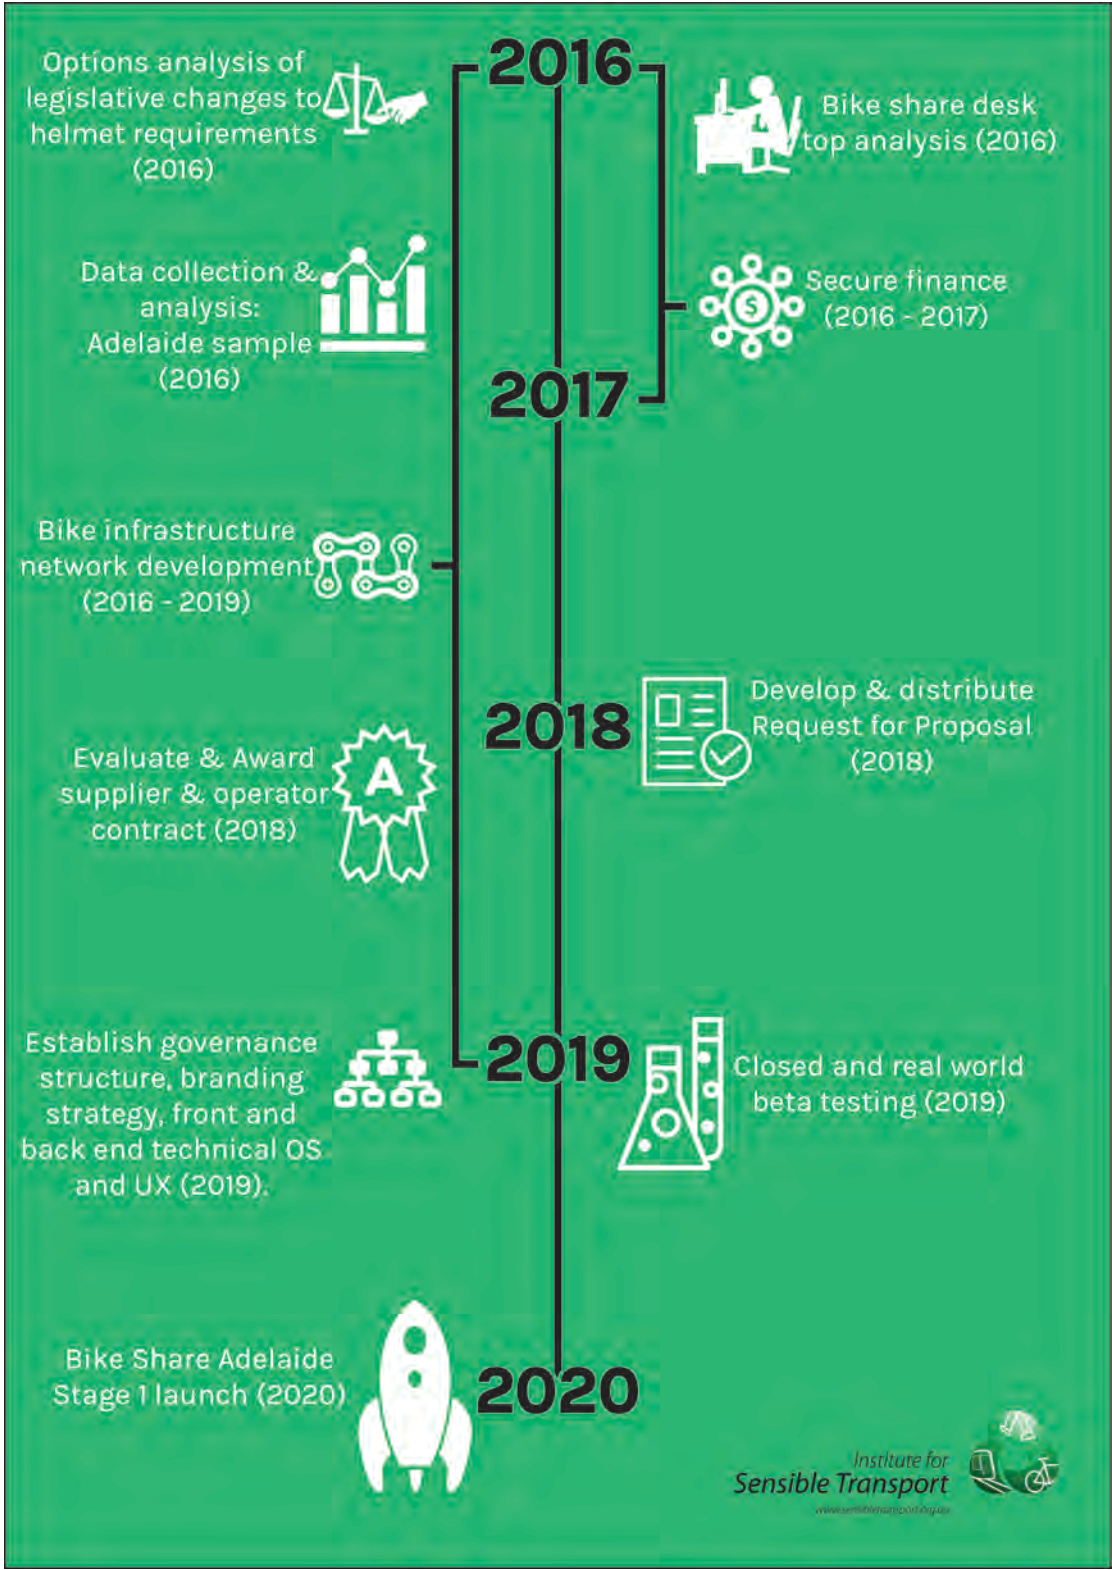 2016
Options analysis of
legislative changes to
helmet requirements
(2016)
Bike share desk
top analysis (2016)
Data collection &
analysis:
Adelaide sample
(2016)
$
Secure finance
(2016 - 2017)
2017
Bike infrastructure
network development
(2016 - 2019)
2018
Develop & distribute
Request for Proposal
(2018)
Evaluate & Award
supplier & operator
contract (2018)
A
2019
Establish governance
structure, branding
strategy, front and
back end technical OS
and UX (2019).
Closed and real world
beta testing (2019)
Bike Share Adelaide
Stage 1 launch (2020)
2020
Institute for
Sensible Transport